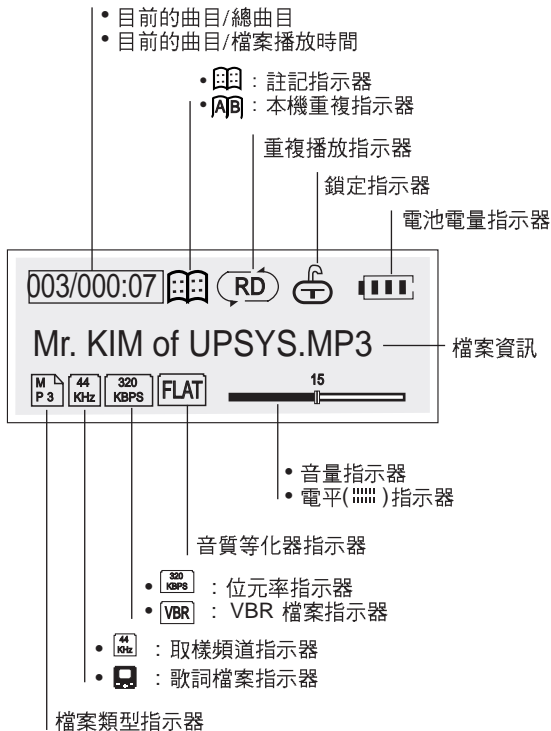 • 目前的曲目/總曲目
• 目前的曲目/檔案播放時間
• : 註記指示器
• AB : 本機重複指示器
重複播放指示器
鎖定指示器
電池電量指示器
003/000:07 RD
Mr. KIM of UPSYS.MP3
檔案資訊
MP3 44 KHz 320 KBPS FLAT 15
• 音量指示器
• 電平( )指示器
音質等化器指示器
• 320 KBPS : 位元率指示器
• VBR : VBR 檔案指示器
• 44 KHz : 取樣頻道指示器
• : 歌詞檔案指示器
檔案類型指示器